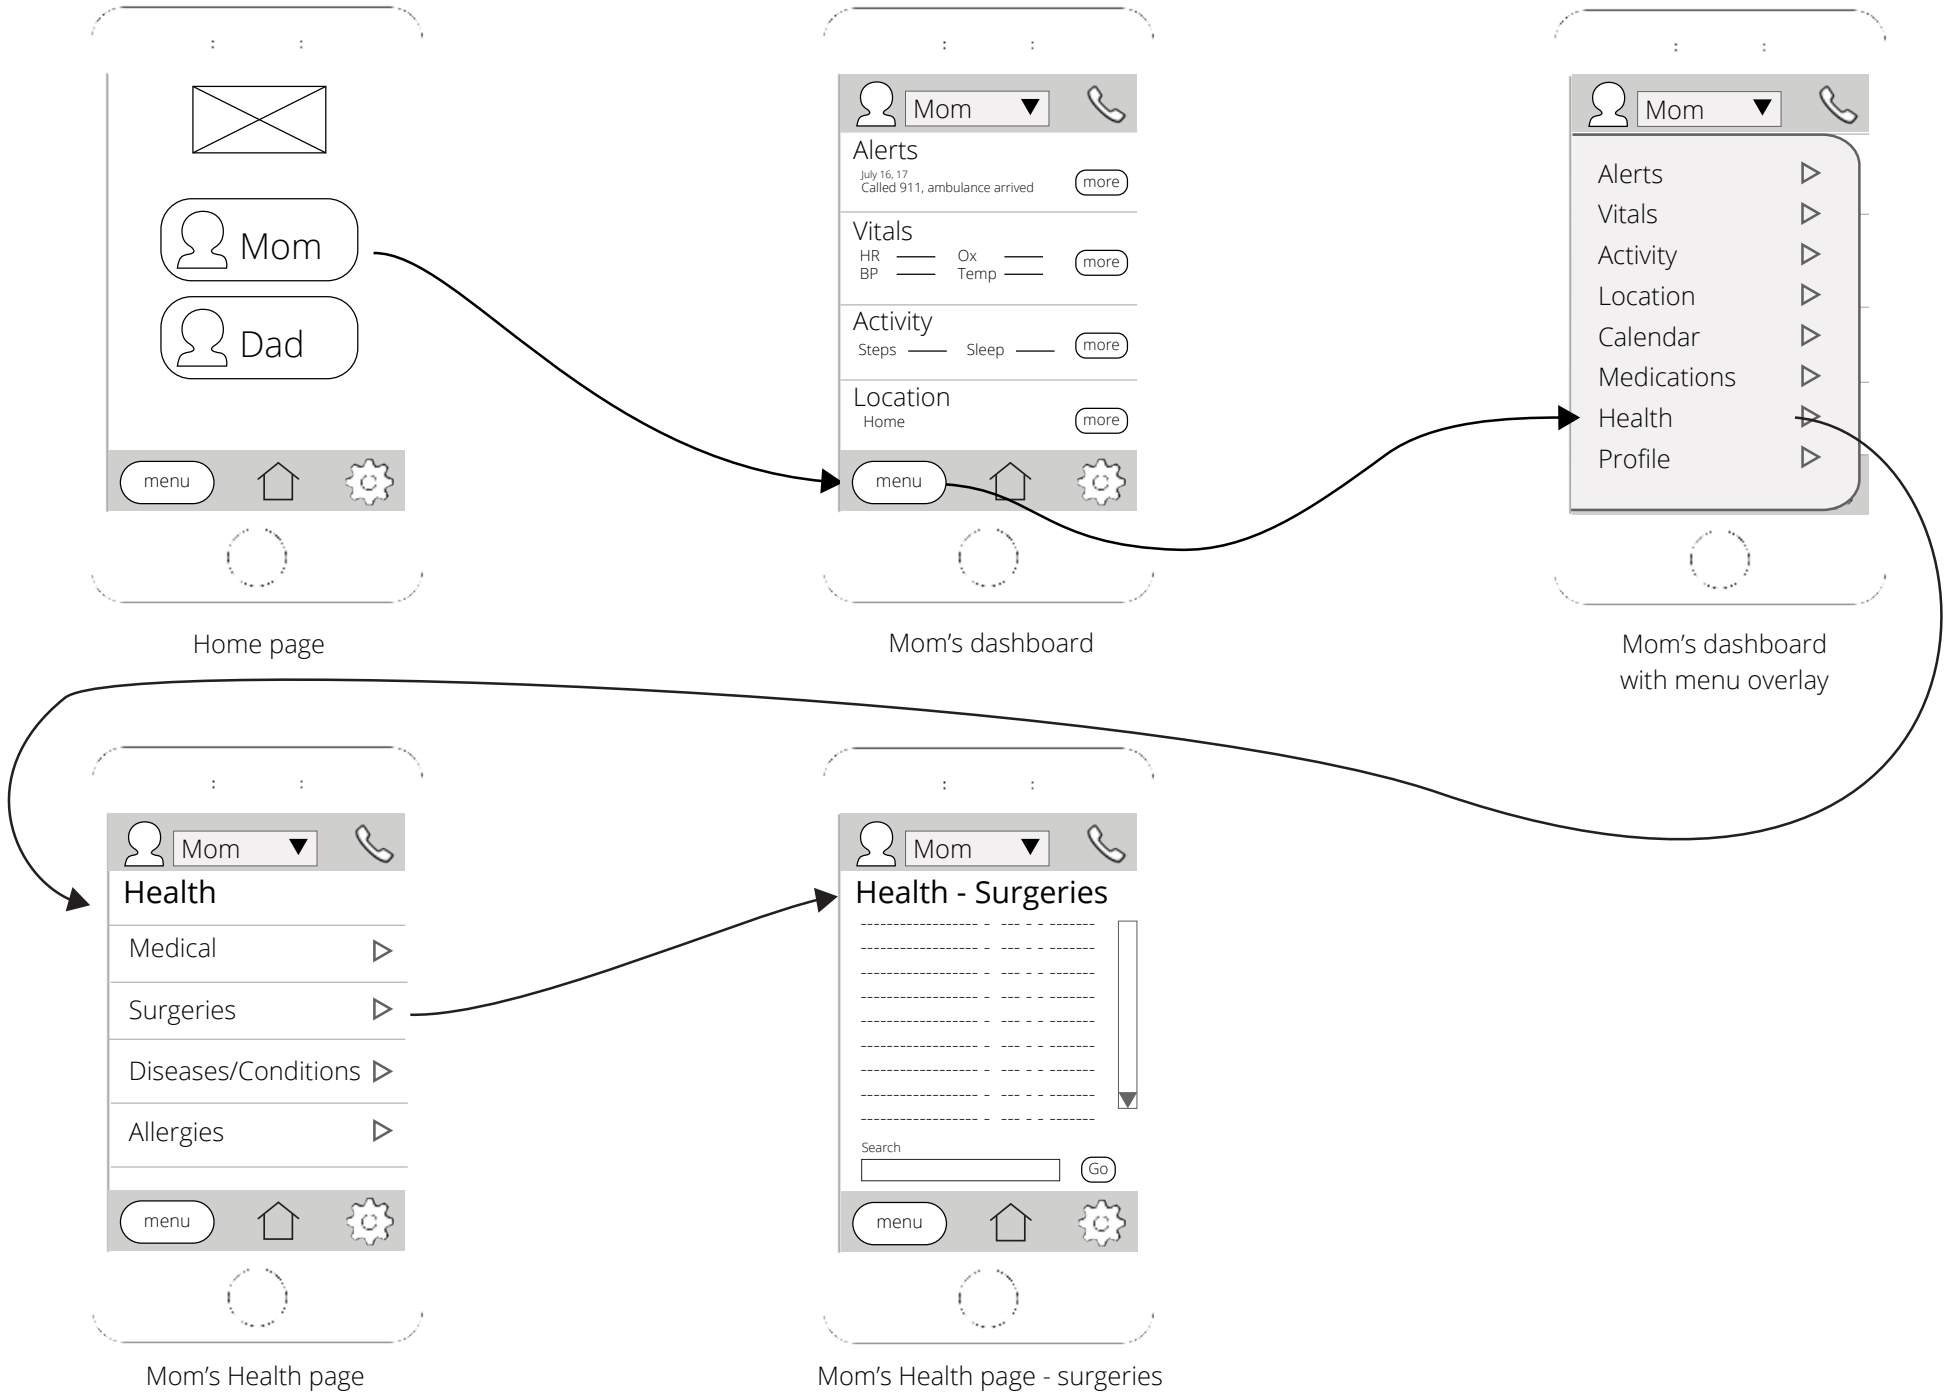 Mom
Dad
menu
Home page
Mom
Alerts
July 16, 17
Called 911, ambulance arrived
more
Vitals
HR Ox
BP Temp
more
Activity
Steps Sleep
more
Location
Home
more
menu
Mom's dashboard
Mom
Alerts
Vitals
Activity
Location
Calendar
Medications
Health
Profile
Mom's dashboard
with menu overlay
Mom
Health
Medical
Surgeries
Diseases/Conditions
Allergies
menu
Mom's Health page
Mom
Health - Surgeries
Search
Go
menu
Mom's Health page - surgeries